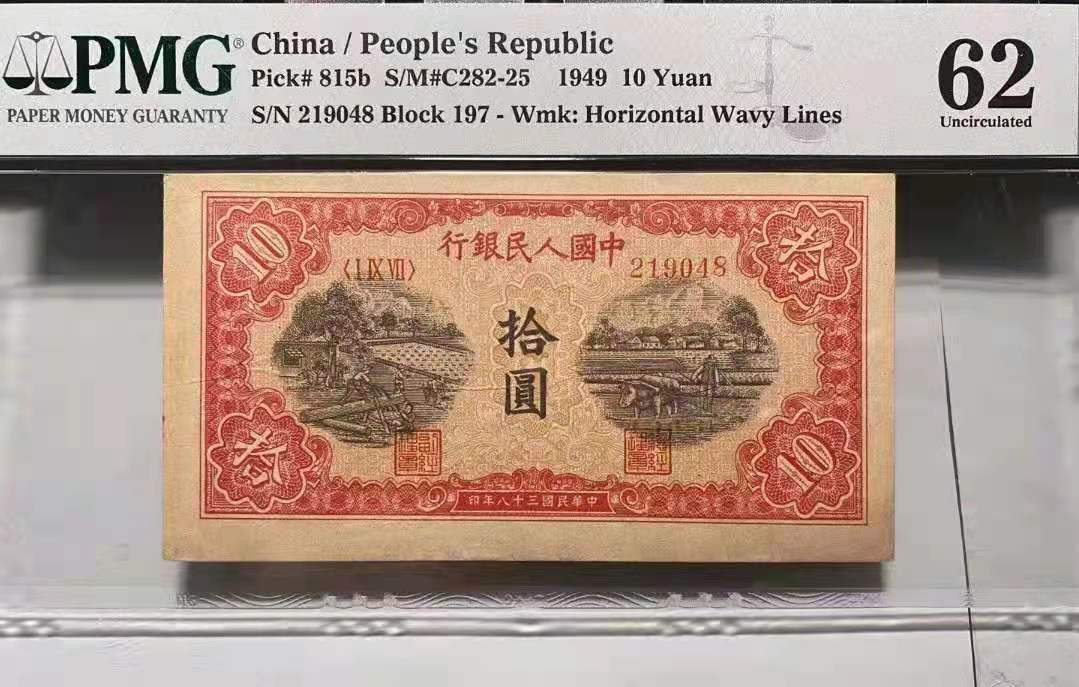 PMG®
PAPER MONEY GUARANTY
China / People's Republic
Pick# 815b S/M#C282-25 1949 10 Yuan
S/N 219048 Block 197 - Wmk: Horizontal Wavy Lines
62
Uncirculated
中國人民銀行
10
拾
〈I IX VII〉
219048
拾
圓
拾
10
中華民國三十八年印